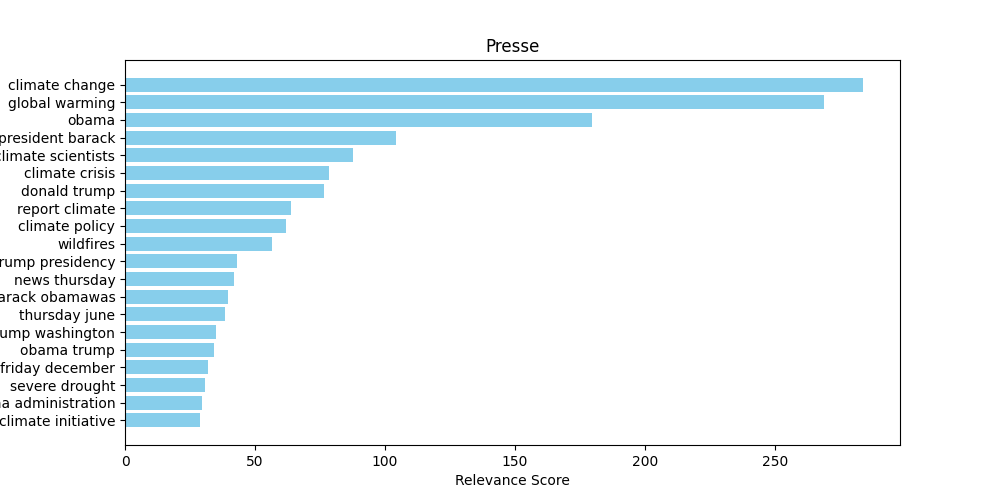 Presse
climate change
global warming
obama
president barack
climate scientists
climate crisis
donald trump
report climate
climate policy
wildfires
rump presidency
news thursday
arack obamawas
thursday june
ump washington
obama trump
friday december
severe drought
a administration
climate initiative
0 50 100 150 200 250
Relevance Score